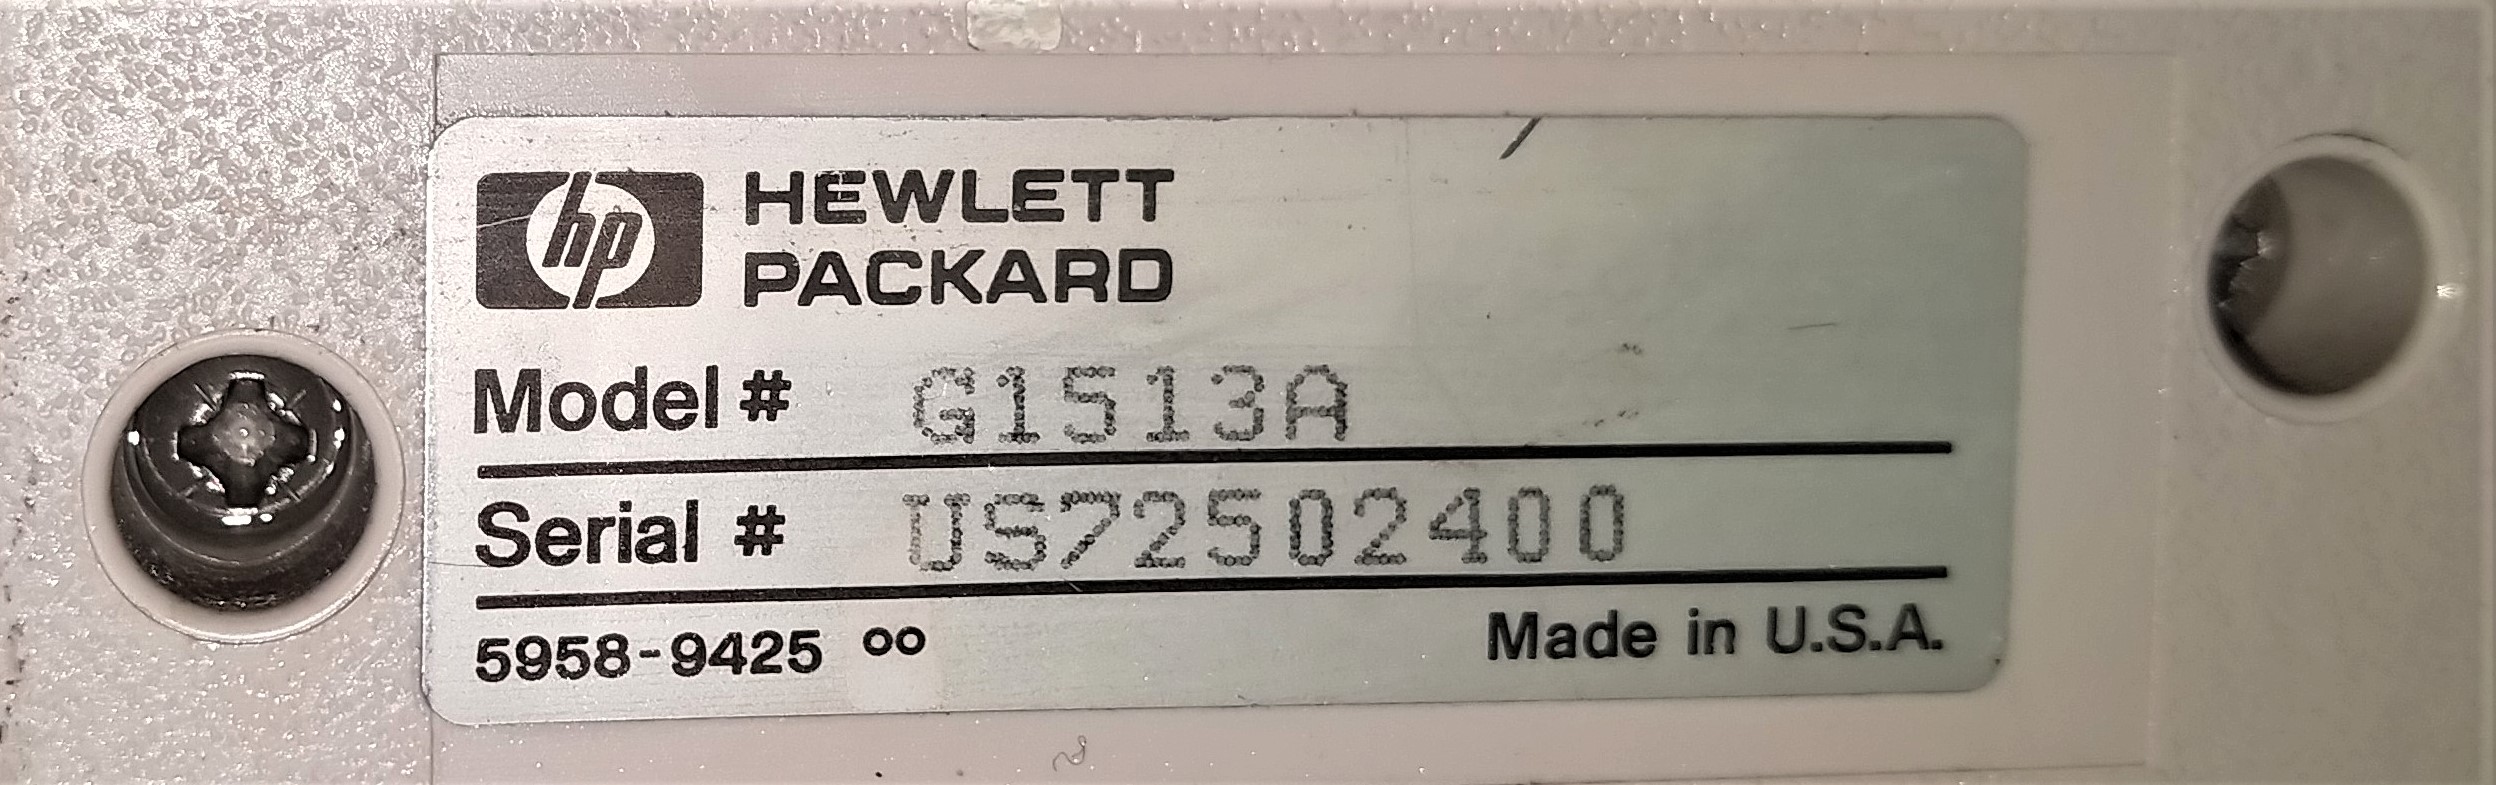 hp HEWLETT
PACKARD
Model # G1513A
Serial # US72502400
5958-9425 oo Made in U.S.A.